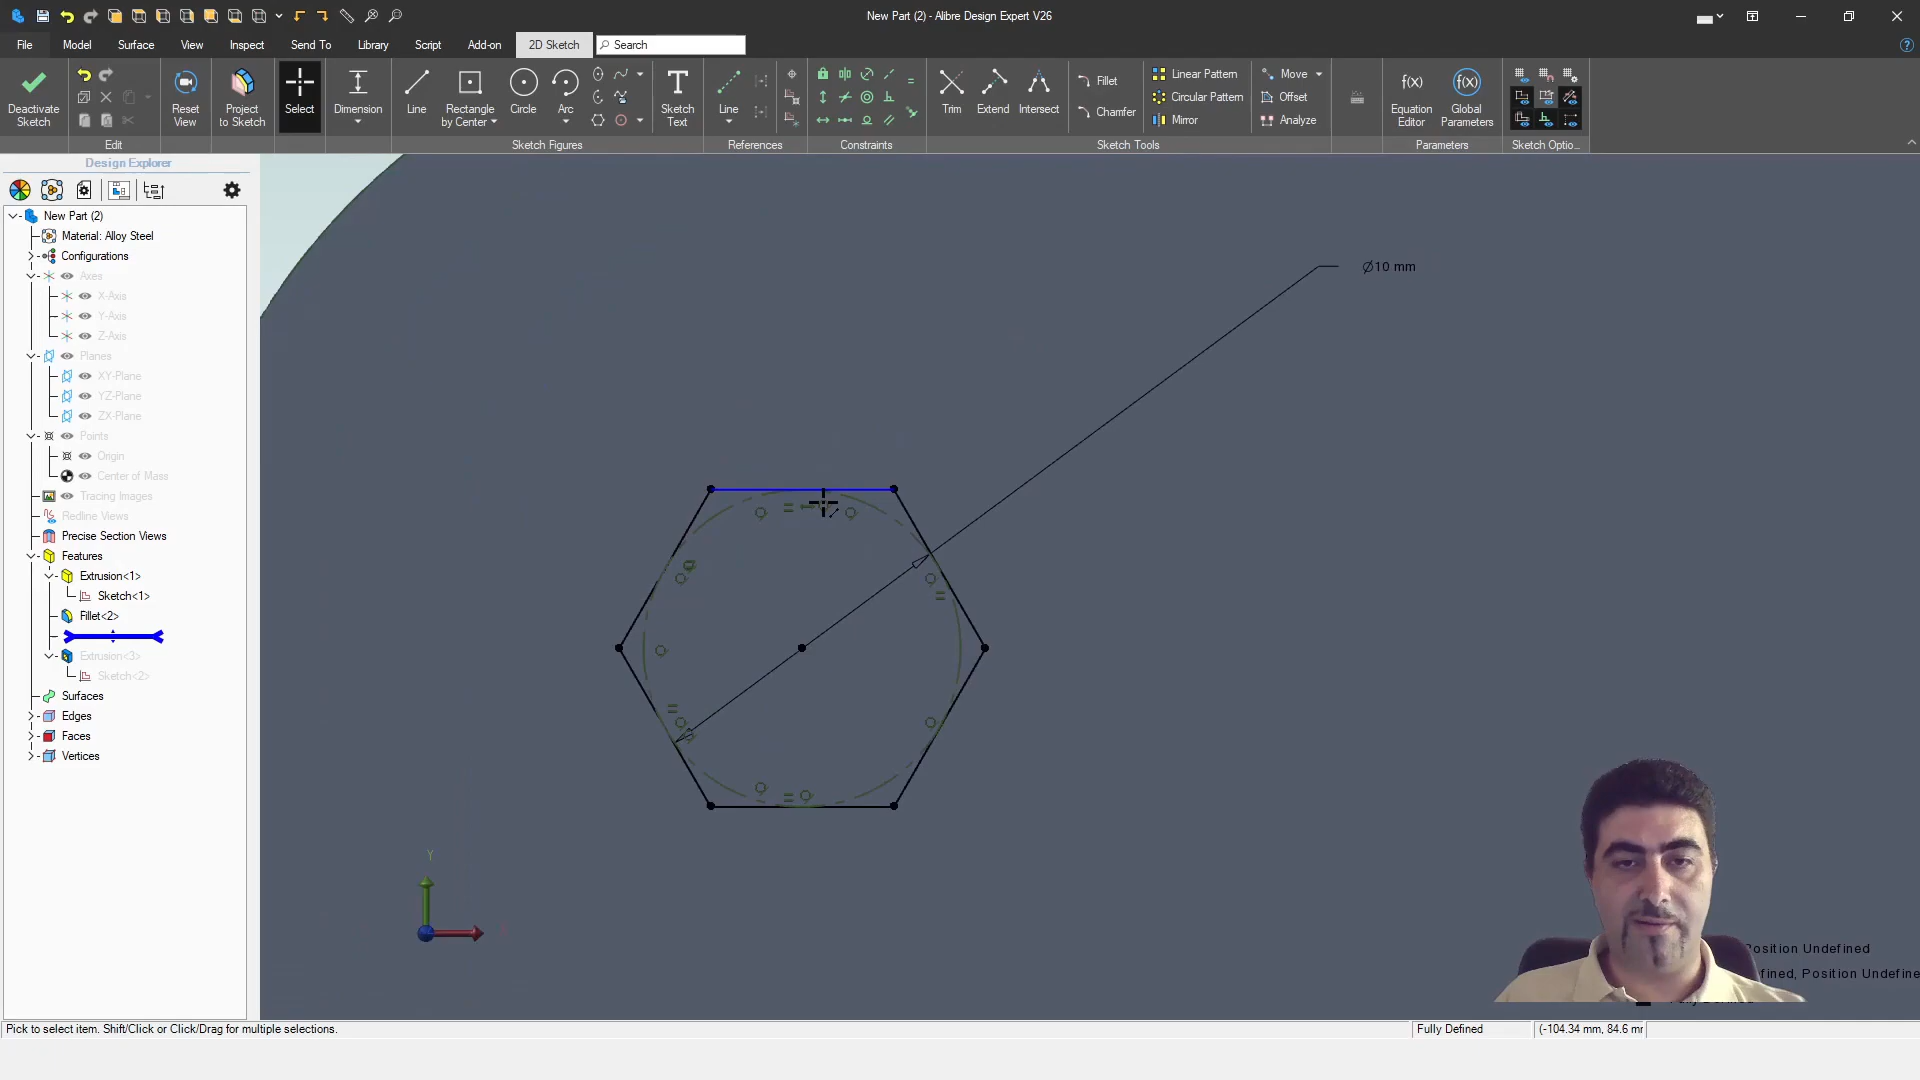 New Part (2) - Alibre Design Expert V26
File Model Surface View Inspect Send To Library Script Add-on 2D Sketch Search
Deactivate Sketch
Edit
Reset View
Project to Sketch
Select
Dimension
Line
Rectangle by Center
Circle
Arc
Sketch Text
Sketch Figures
Line
References
Constraints
Trim
Extend
Intersect
Fillet
Chamfer
Linear Pattern
Circular Pattern
Mirror
Move
Offset
Analyze
Sketch Tools
f(x)
Equation Editor
f(x)
Global Parameters
Parameters
Sketch Optio...
Design Explorer
New Part (2)
Material: Alloy Steel
Configurations
Axes
X-Axis
Y-Axis
Z-Axis
Planes
XY-Plane
YZ-Plane
ZX-Plane
Points
Origin
Center of Mass
Tracing Images
Redline Views
Precise Section Views
Features
Extrusion<1>
Sketch<1>
Fillet<2>
Extrusion<3>
Sketch<2>
Surfaces
Edges
Faces
Vertices
Ø10 mm
Y
Position Undefined
fined, Position Undefine
Pick to select item. Shift/Click or Click/Drag for multiple selections.
Fully Defined
(-104.34 mm, 84.6 mr